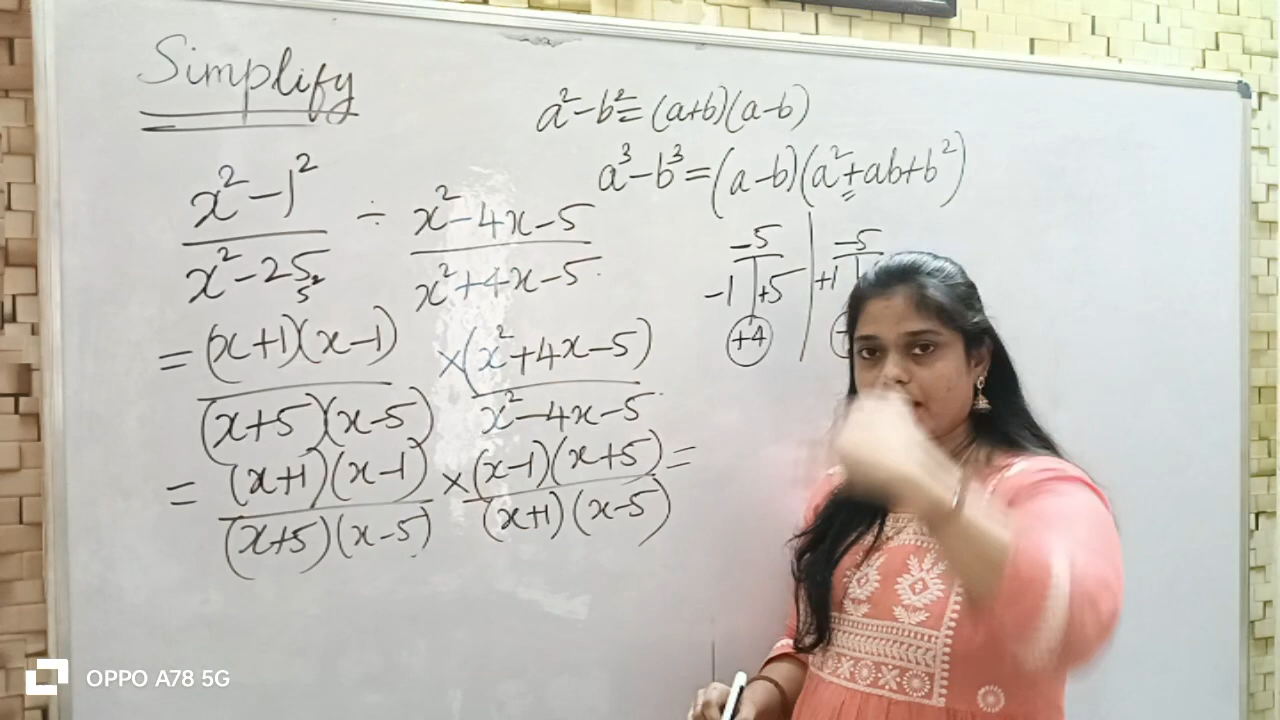 Simplify
a²-b²=(a+b)(a-b)
a³-b³=(a-b)(a²+ab+b²)
x²-1² / x²-25 5² ÷ x²-4x-5 / x²+4x-5
-5 | -5
-1 | +5 | +1
+4
=(x+1)(x-1) / (x+5)(x-5) ×(x²+4x-5) / x²-4x-5
=(x+1)(x-1) / (x+5)(x-5) ×(x-1)(x+5) / (x+1)(x-5) =
OPPO A78 5G